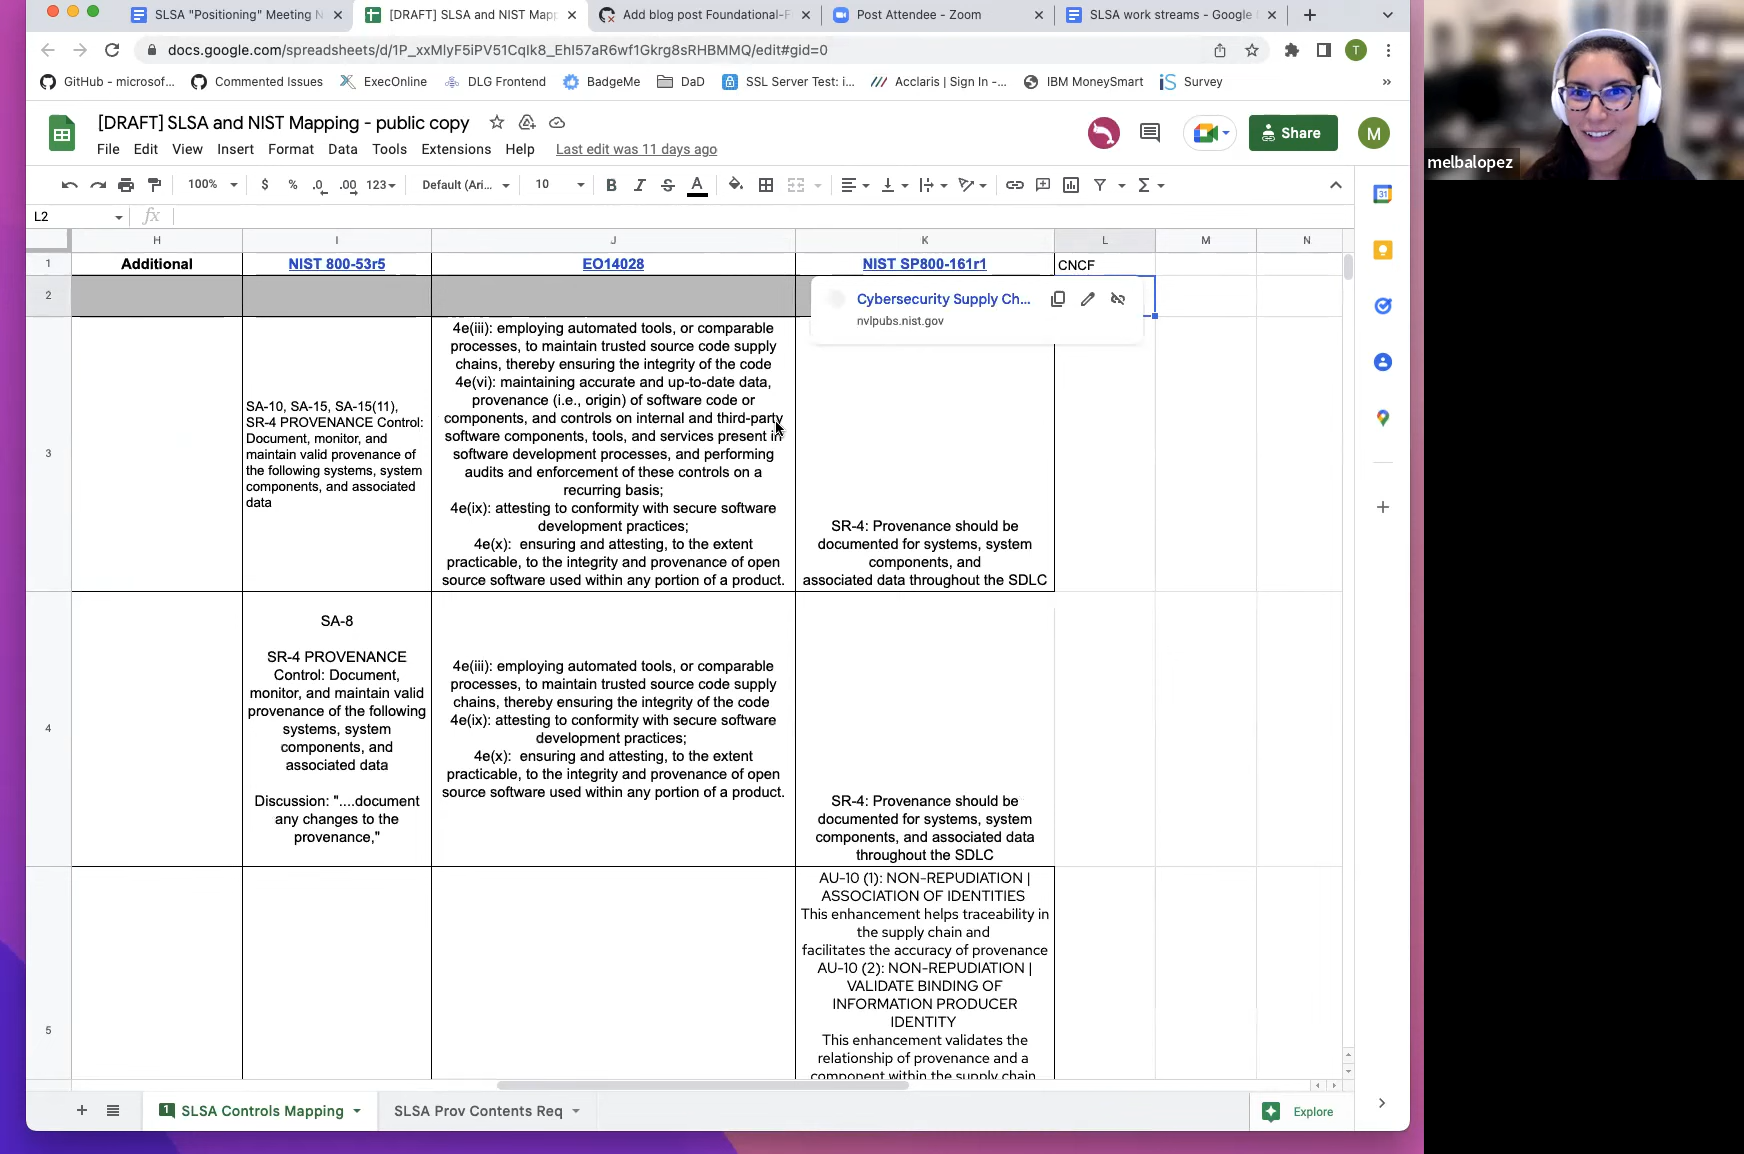 SLSA "Positioning" Meeting N
[DRAFT] SLSA and NIST Mapp
Add blog post Foundational-F
Post Attendee - Zoom
SLSA work streams - Google
docs.google.com/spreadsheets/d/1P_xxMlyF5iPV51Cqlk8_EhI57aR6wf1Gkrg8sRHBMMQ/edit#gid=0
T
GitHub - microsof...
Commented Issues
ExecOnline
DLG Frontend
BadgeMe
DaD
SSL Server Test: i...
Acclaris | Sign In -...
IBM MoneySmart
Survey
»
[DRAFT] SLSA and NIST Mapping - public copy
Share
M
File Edit View Insert Format Data Tools Extensions Help Last edit was 11 days ago
100% $ % .0 .00 123 Default (Ari... 10 B I S A
L2
fx
H I J K L M N
1 Additional NIST 800-53r5 EO14028 NIST SP800-161r1 CNCF
2
Cybersecurity Supply Ch...
nvlpubs.nist.gov
3
SA-10, SA-15, SA-15(11),
SR-4 PROVENANCE Control:
Document, monitor, and
maintain valid provenance of
the following systems, system
components, and associated
data
4e(iii): employing automated tools, or comparable
processes, to maintain trusted source code supply
chains, thereby ensuring the integrity of the code
4e(vi): maintaining accurate and up-to-date data,
provenance (i.e., origin) of software code or
components, and controls on internal and third-party
software components, tools, and services present in
software development processes, and performing
audits and enforcement of these controls on a
recurring basis;
4e(ix): attesting to conformity with secure software
development practices;
4e(x): ensuring and attesting, to the extent
practicable, to the integrity and provenance of open
source software used within any portion of a product.
SR-4: Provenance should be
documented for systems, system
components, and
associated data throughout the SDLC
4
SA-8
SR-4 PROVENANCE
Control: Document,
monitor, and maintain valid
provenance of the following
systems, system
components, and
associated data
Discussion: "....document
any changes to the
provenance,"
4e(iii): employing automated tools, or comparable
processes, to maintain trusted source code supply
chains, thereby ensuring the integrity of the code
4e(ix): attesting to conformity with secure software
development practices;
4e(x): ensuring and attesting, to the extent
practicable, to the integrity and provenance of open
source software used within any portion of a product.
SR-4: Provenance should be
documented for systems, system
components, and associated data
throughout the SDLC
5
AU-10 (1): NON-REPUDIATION |
ASSOCIATION OF IDENTITIES
This enhancement helps traceability in
the supply chain and
facilitates the accuracy of provenance
AU-10 (2): NON-REPUDIATION |
VALIDATE BINDING OF
INFORMATION PRODUCER
IDENTITY
This enhancement validates the
relationship of provenance and a
component within the supply chain
1 SLSA Controls Mapping
SLSA Prov Contents Req
Explore
31
melbalopez